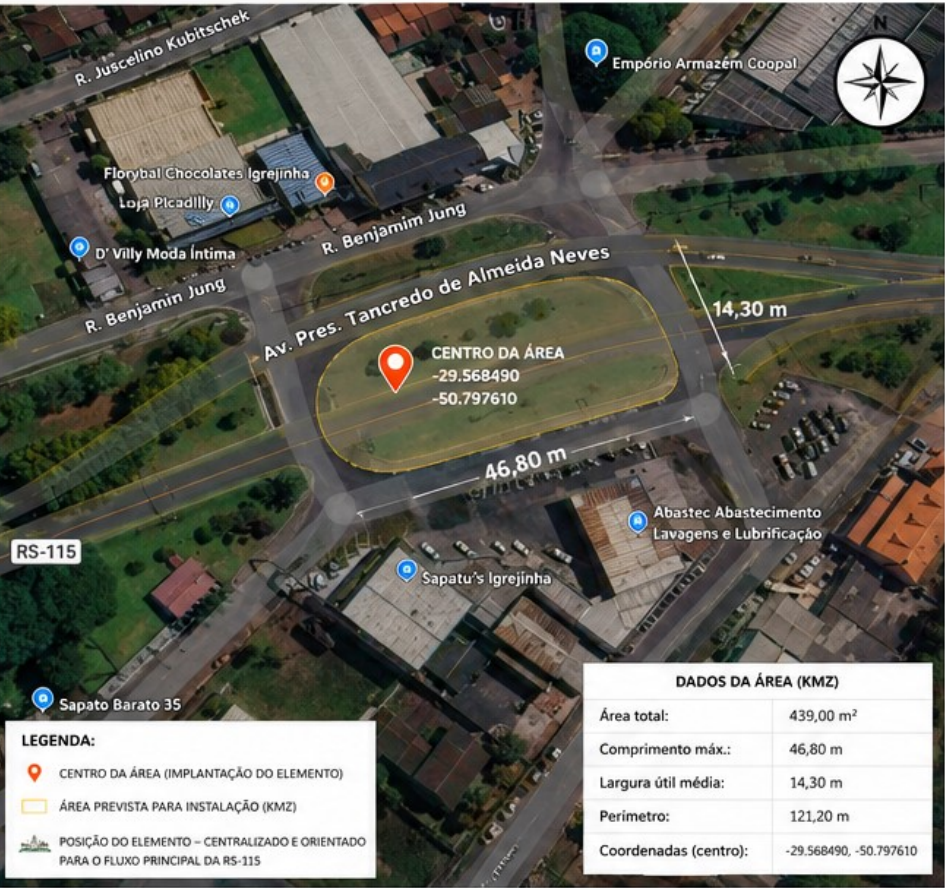 R. Juscelino Kubitschek
N
Empório Armazém Coopal
Florybal Chocolates Igrejinha
Loja Picadilly
D' Villy Moda Íntima
R. Benjamim Jung
R. Benjamin Jung
Av. Pres. Tancredo de Almeida Neves
14,30 m
CENTRO DA ÁREA
-29.568490
-50.797610
46,80 m
RS-115
Abastec Abastecimento
Lavagens e Lubrificação
Sapatu's Igrejinha
Sapato Barato 35
LEGENDA:
CENTRO DA ÁREA (IMPLANTAÇÃO DO ELEMENTO)
ÁREA PREVISTA PARA INSTALAÇÃO (KMZ)
POSIÇÃO DO ELEMENTO – CENTRALIZADO E ORIENTADO
PARA O FLUXO PRINCIPAL DA RS-115
DADOS DA ÁREA (KMZ)
Área total: 439,00 m²
Comprimento máx.: 46,80 m
Largura útil média: 14,30 m
Perímetro: 121,20 m
Coordenadas (centro): -29.568490, -50.797610